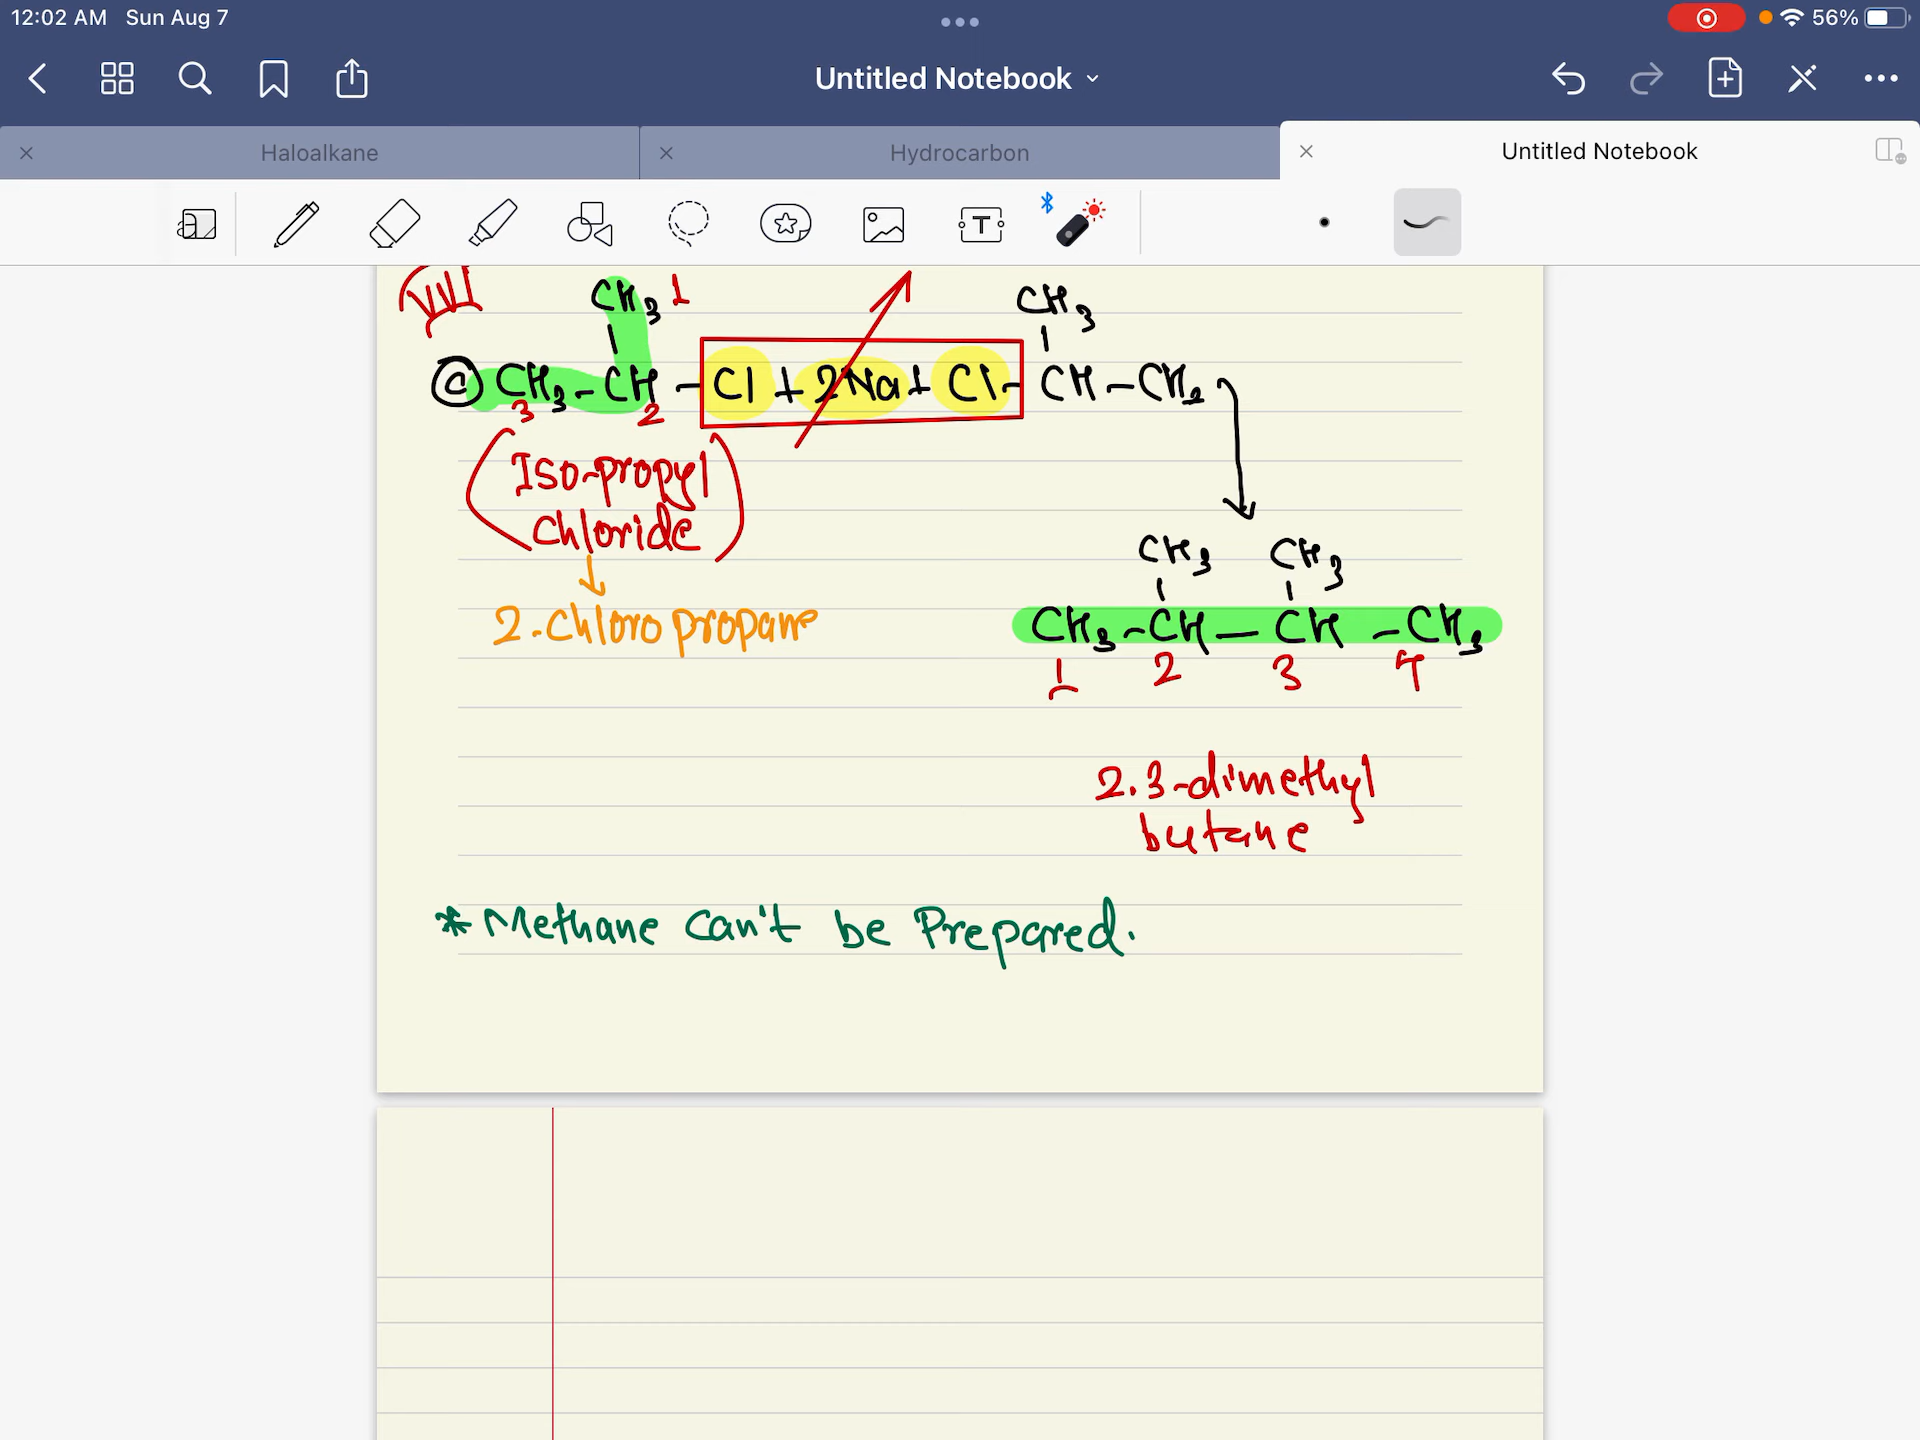 12:02 AM Sun Aug 7
56%
Untitled Notebook
Haloalkane
Hydrocarbon
Untitled Notebook
T
CH3 1
CH3
CH3 - CH - Cl + 2Na + Cl - CH - CH2
3 2
(Iso-propyl
Chloride)
2-Chloro propane
CH3 CH3
CH3 - CH - CH - CH3
1 2 3 4
2.3-dimethyl
butane
* Methane can't be Prepared.